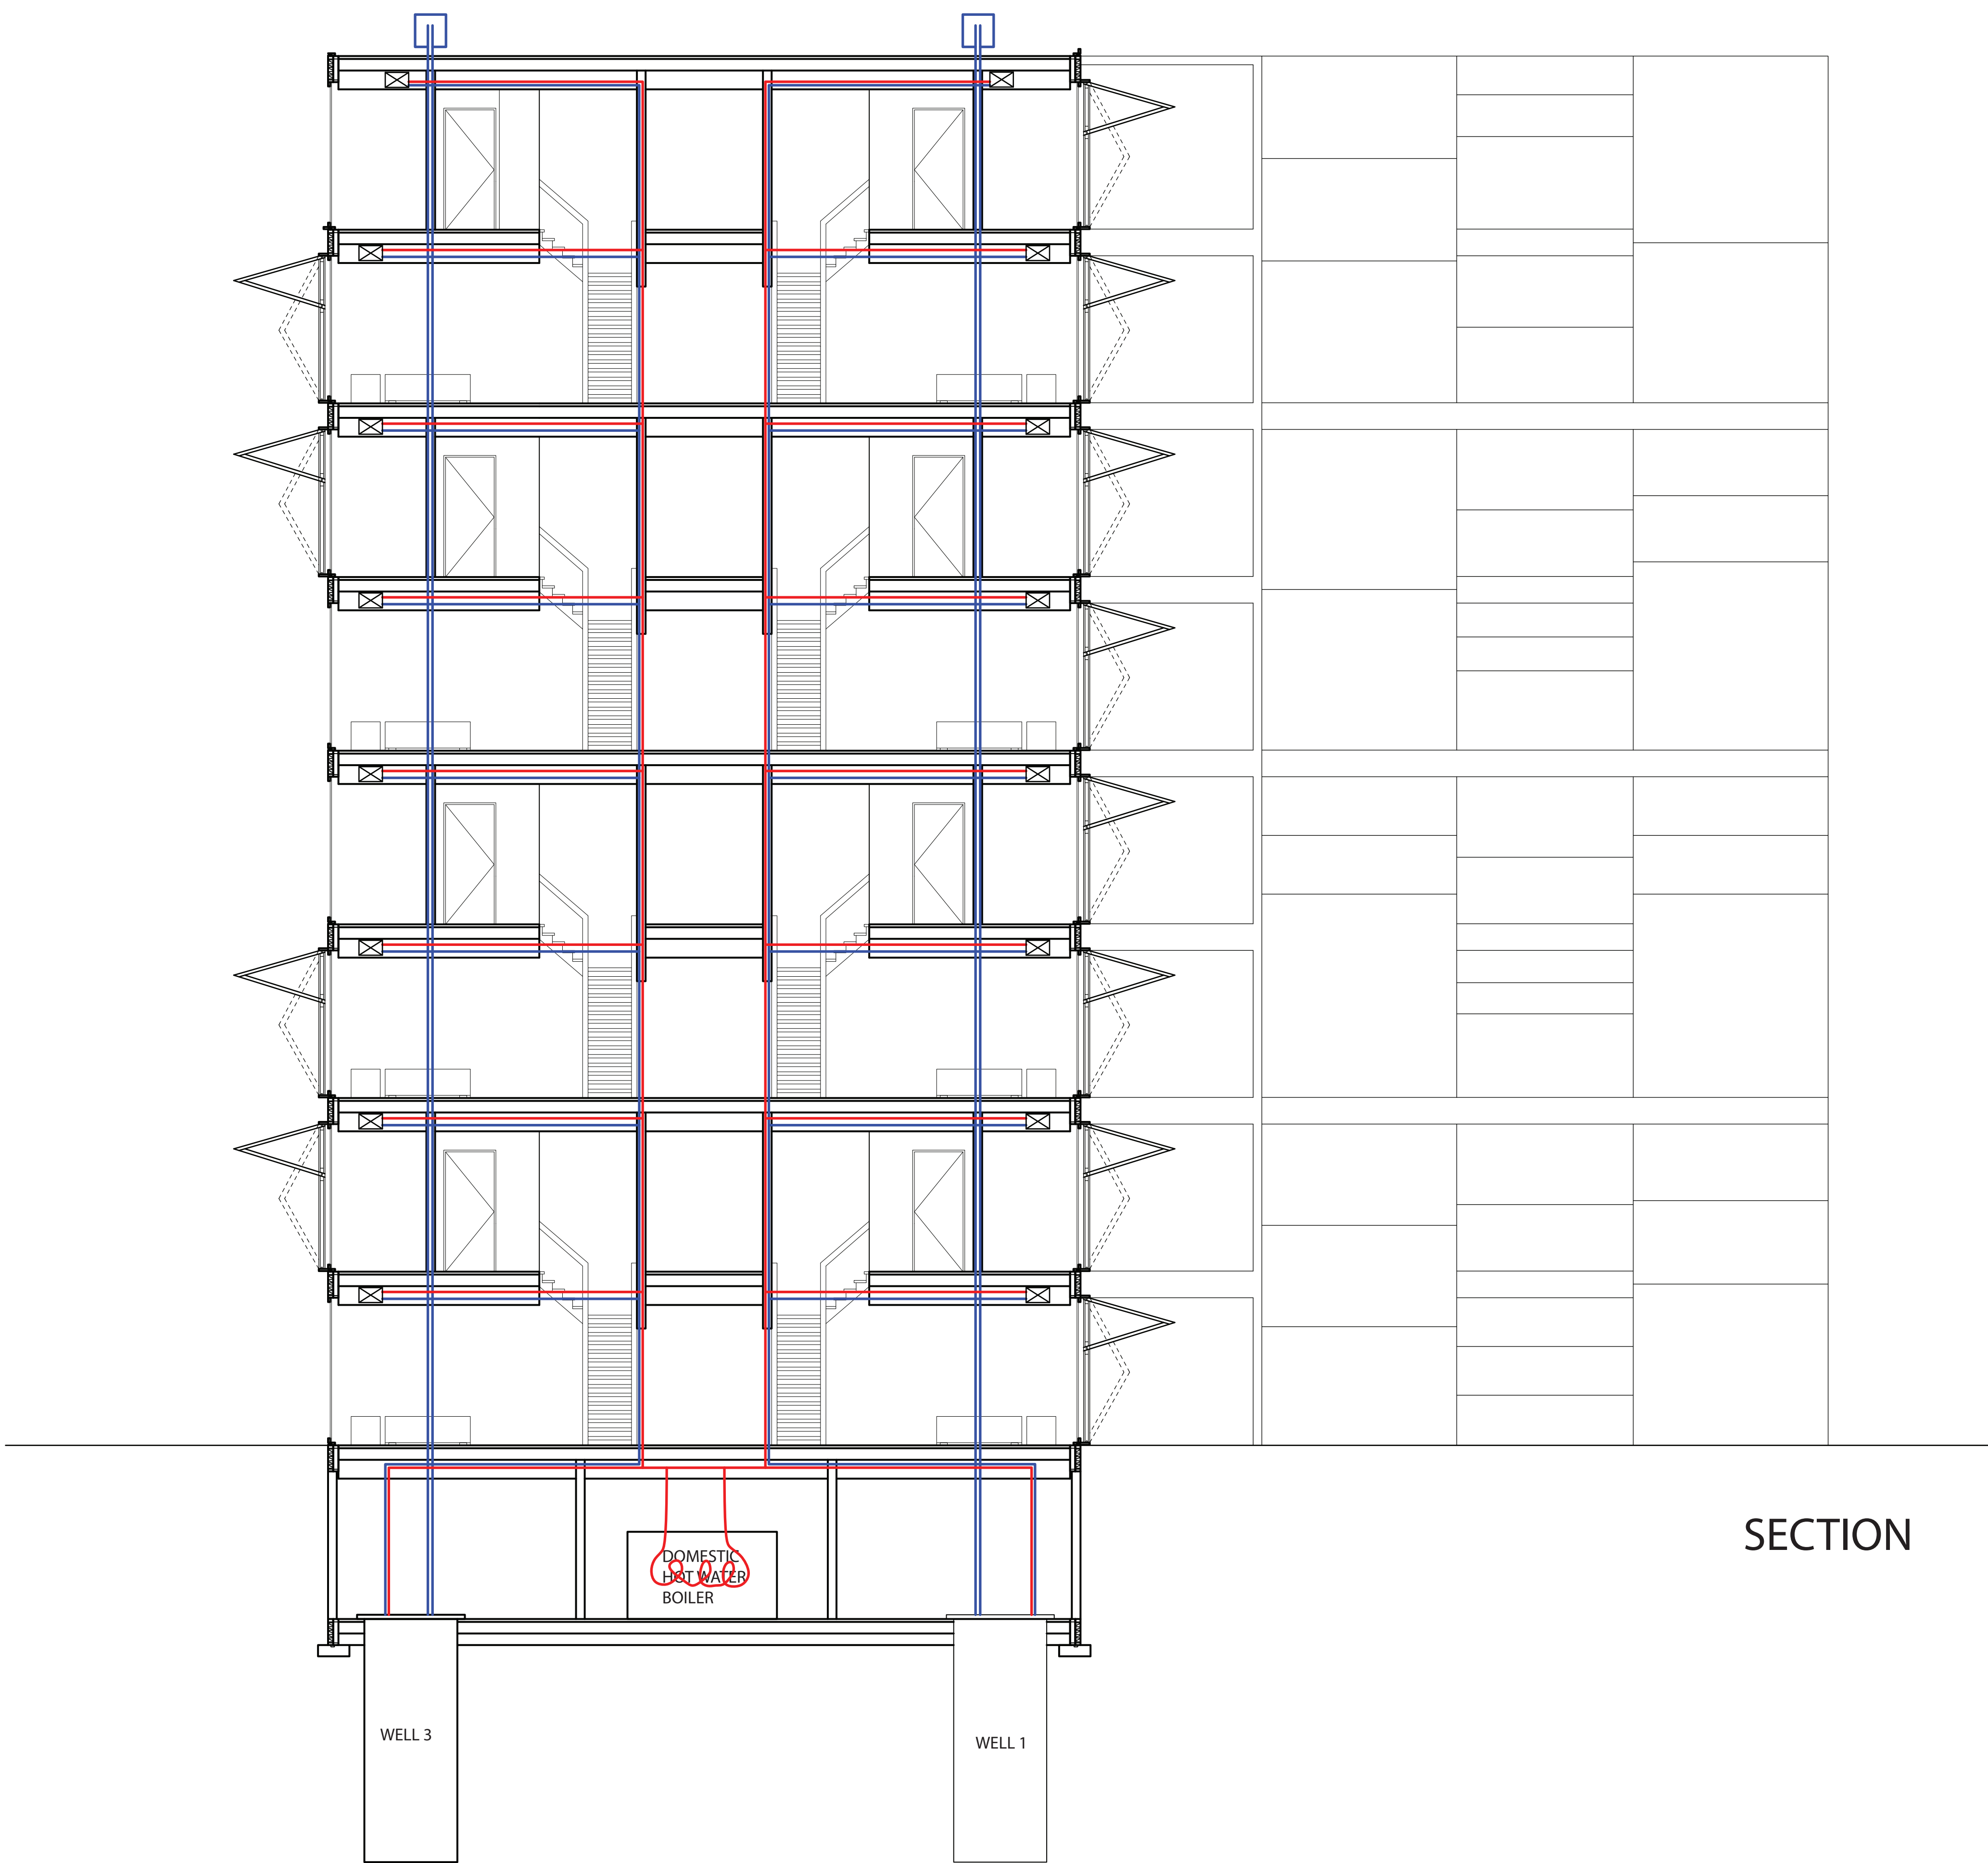 SECTION
DOMESTIC
HOT WATER
BOILER
WELL 3
WELL 1